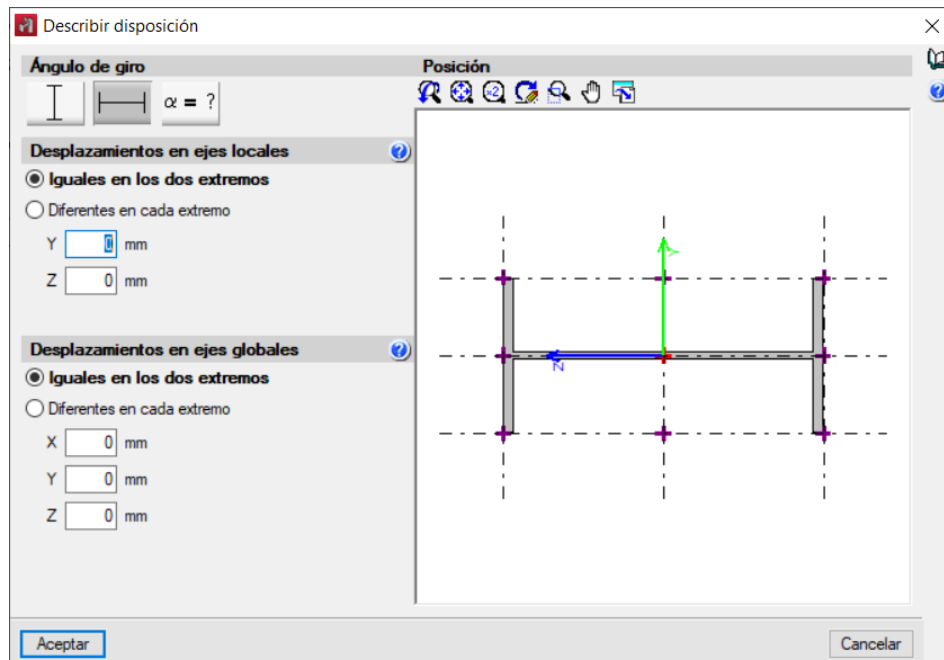 Describir disposición
Ángulo de giro
α = ?
Desplazamientos en ejes locales
Iguales en los dos extremos
Diferentes en cada extremo
Y 0 mm
Z 0 mm
Desplazamientos en ejes globales
Iguales en los dos extremos
Diferentes en cada extremo
X 0 mm
Y 0 mm
Z 0 mm
Posición
×2
Y
Z
Aceptar
Cancelar